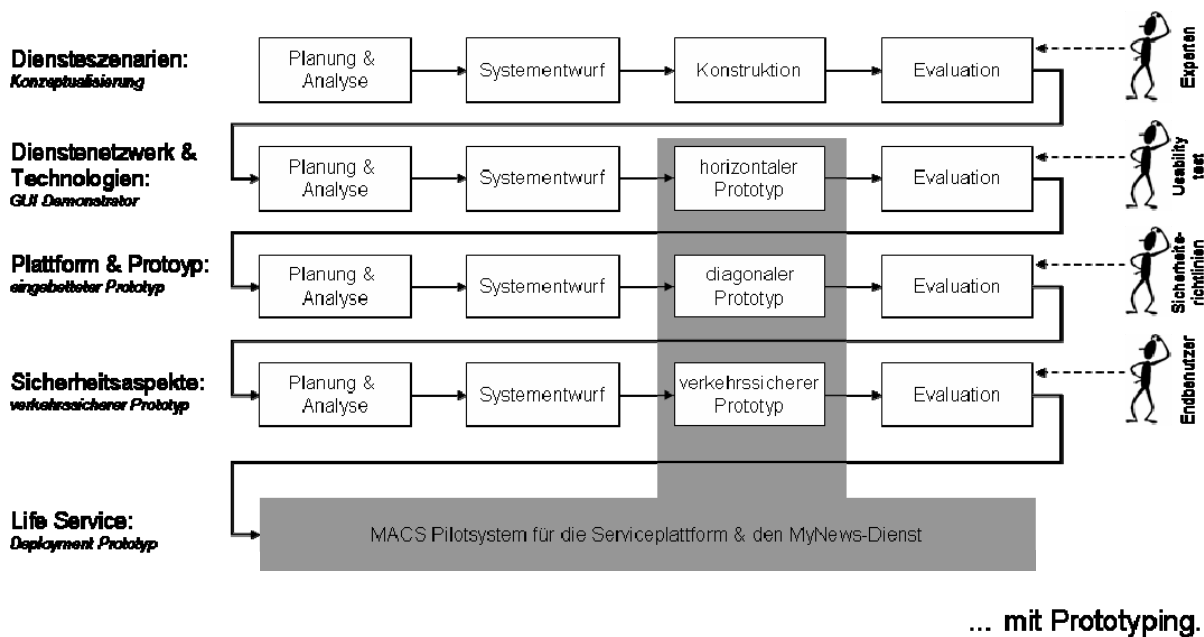 Diensteszenarien:
Konzeptualisierung
Planung &
Analyse
Systementwurf
Konstruktion
Evaluation
Experten
Dienstenetzwerk &
Technologien:
GUI Demonstrator
Planung &
Analyse
Systementwurf
horizontaler
Prototyp
Evaluation
Usability
test
Plattform & Protoyp:
eingebetteter Prototyp
Planung &
Analyse
Systementwurf
diagonaler
Prototyp
Evaluation
Sicherheits-
richtlinien
Sicherheitsaspekte:
verkehrssicherer Prototyp
Planung &
Analyse
Systementwurf
verkehrssicherer
Prototyp
Evaluation
Endbenutzer
Life Service:
Deployment Prototyp
MACS Pilotsystem für die Serviceplattform & den MyNews-Dienst
... mit Prototyping.